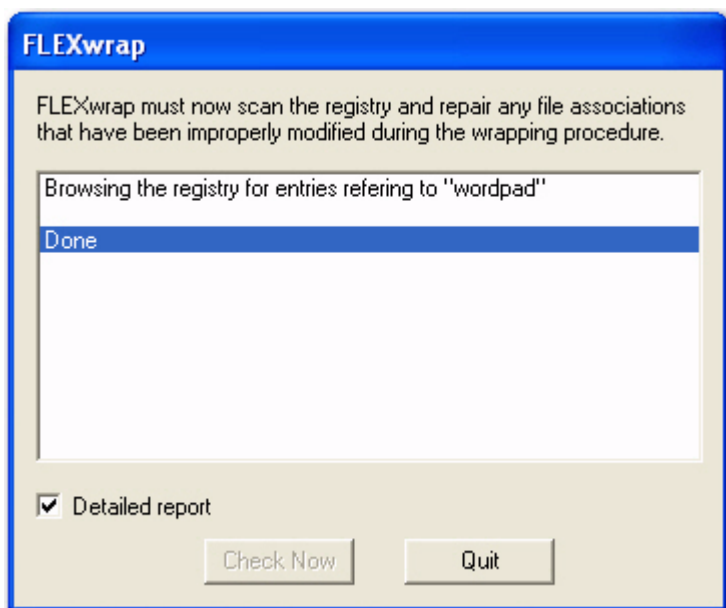 FLEXwrap
FLEXwrap must now scan the registry and repair any file associations
that have been improperly modified during the wrapping procedure.
Browsing the registry for entries refering to "wordpad"
Done
Detailed report
Check Now
Quit